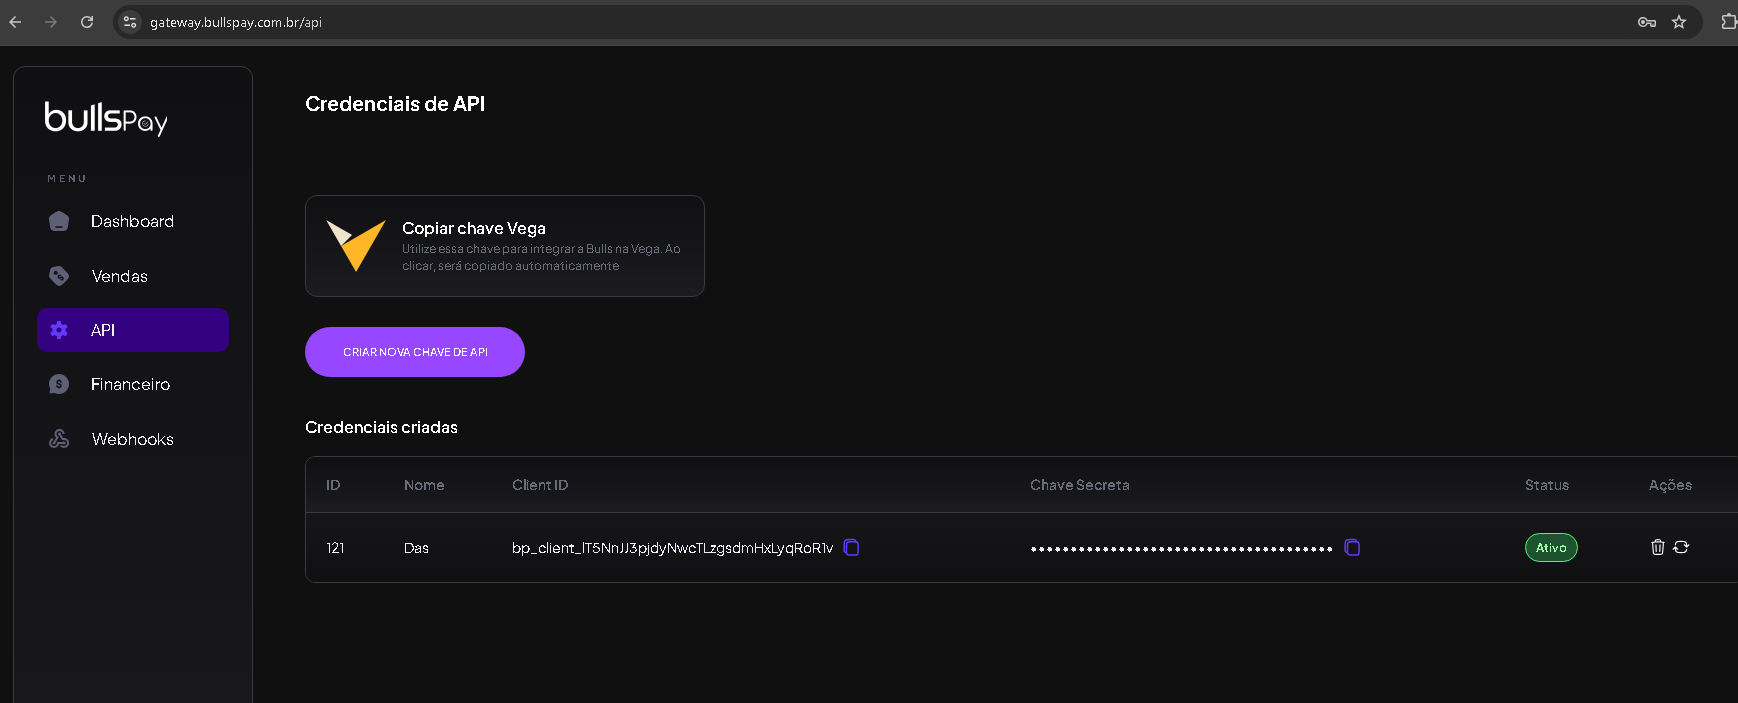 gateway.bullspay.com.br/api
bullsPay
MENU
Dashboard
Vendas
API
Financeiro
Webhooks
Credenciais de API
Copiar chave Vega
Utilize essa chave para integrar a Bulls na Vega. Ao
clicar, será copiado automaticamente
CRIAR NOVA CHAVE DE API
Credenciais criadas
ID Nome Client ID Chave Secreta Status Ações
121 Das bp_client_lT5NnJJ3pjdyNwcTLzgsdmHxLyqRoR1v •••••••••••••••••••••••••••••••••••••• Ativo